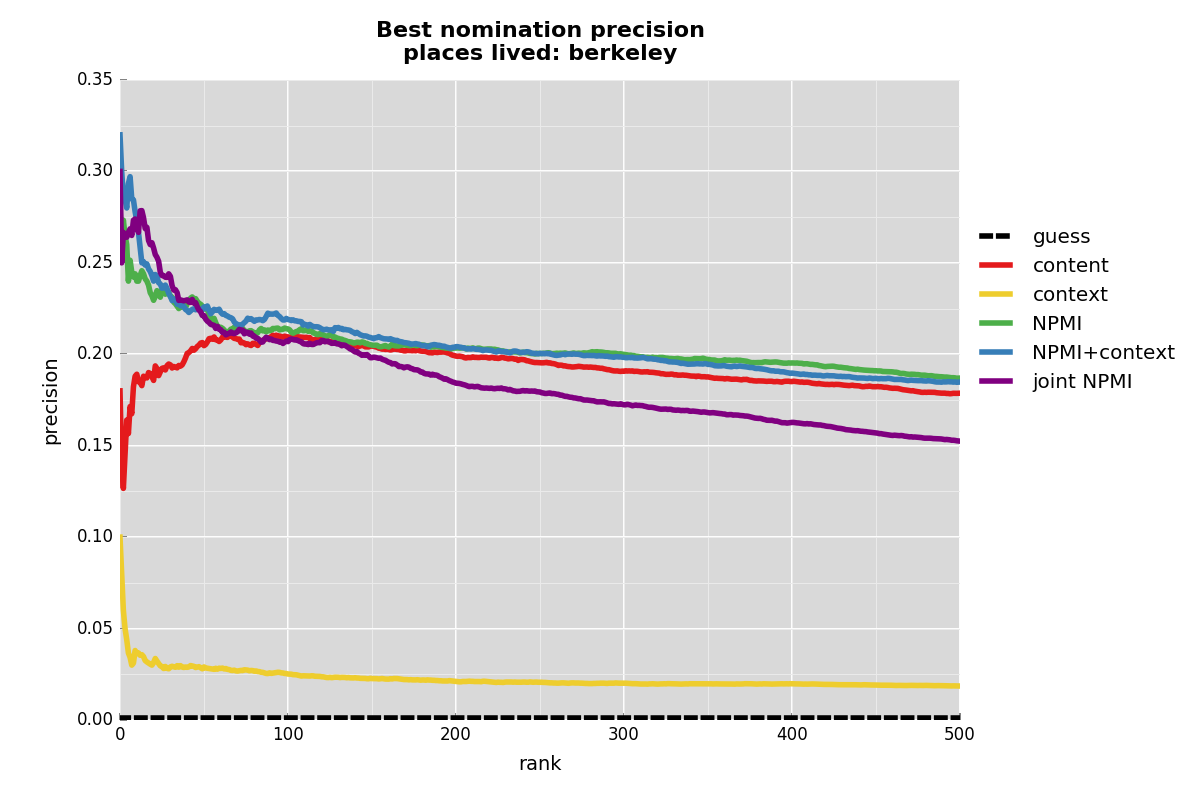 Best nomination precision
places lived: berkeley
0.35
0.30
0.25
0.20
0.15
0.10
0.05
0.00
precision
0 100 200 300 400 500
rank
guess
content
context
NPMI
NPMI+context
joint NPMI